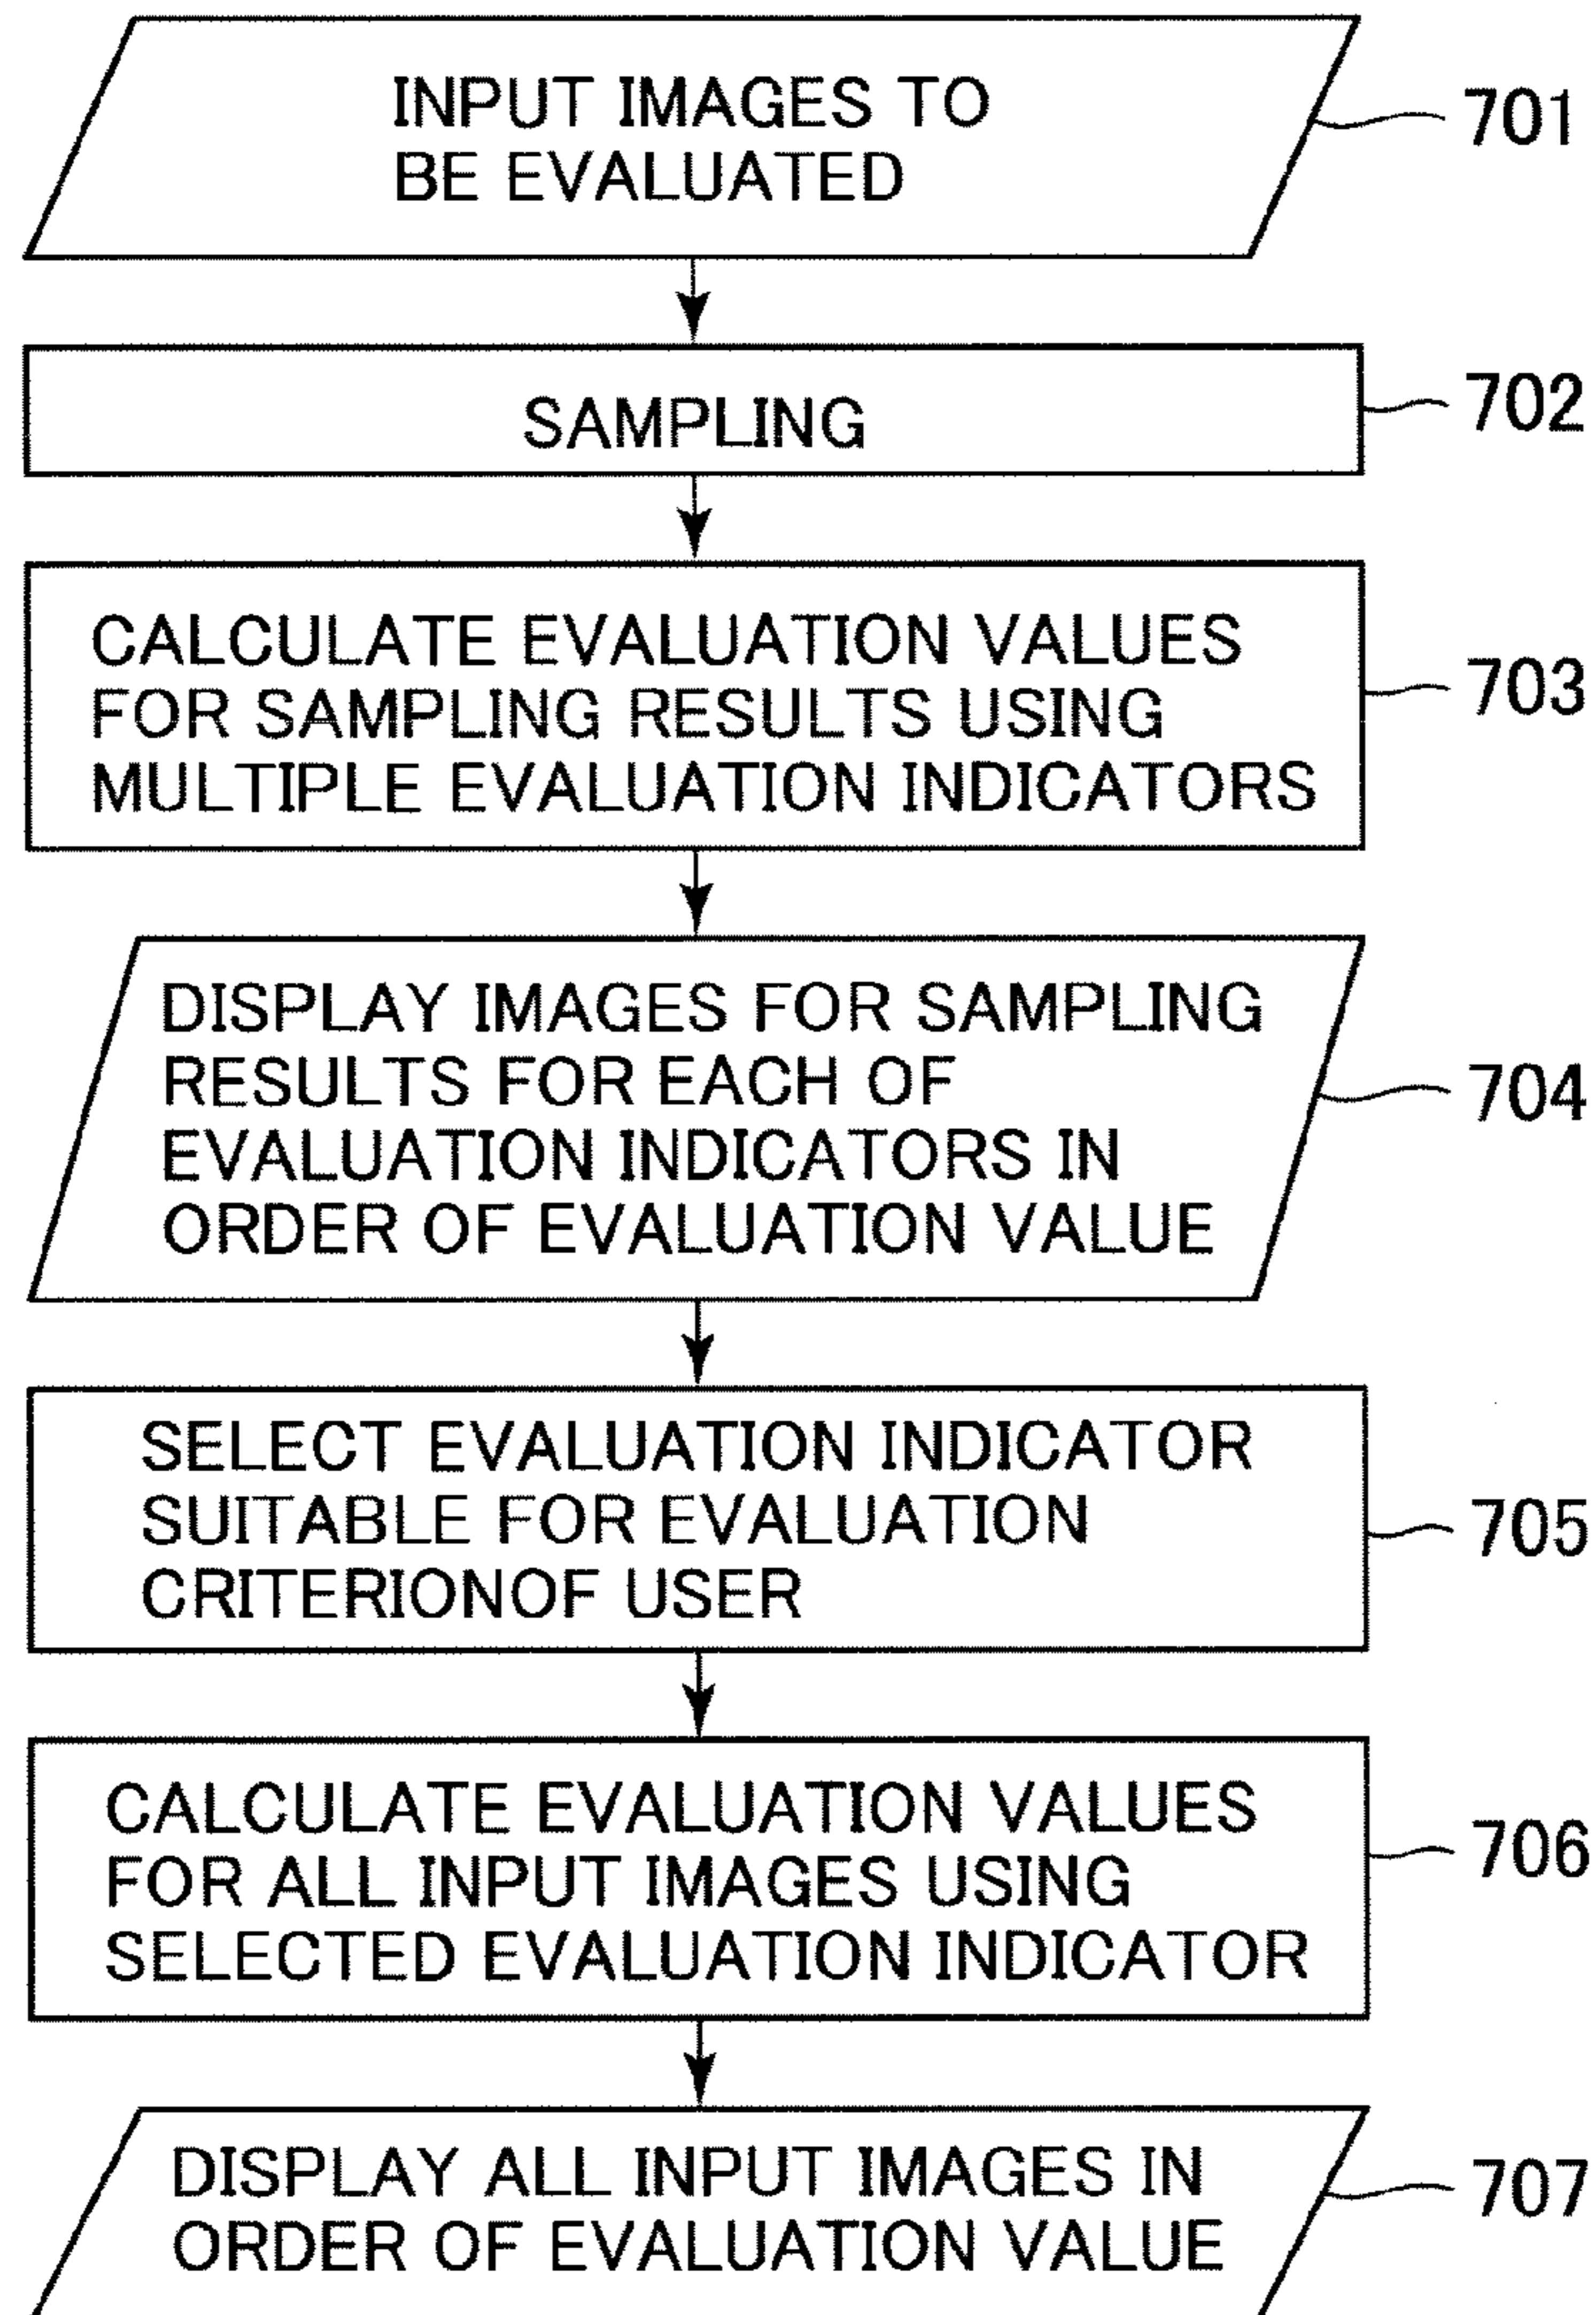 INPUT IMAGES TO
BE EVALUATED
701
SAMPLING
702
CALCULATE EVALUATION VALUES
FOR SAMPLING RESULTS USING
MULTIPLE EVALUATION INDICATORS
703
DISPLAY IMAGES FOR SAMPLING
RESULTS FOR EACH OF
EVALUATION INDICATORS IN
ORDER OF EVALUATION VALUE
704
SELECT EVALUATION INDICATOR
SUITABLE FOR EVALUATION
CRITERIONOF USER
705
CALCULATE EVALUATION VALUES
FOR ALL INPUT IMAGES USING
SELECTED EVALUATION INDICATOR
706
DISPLAY ALL INPUT IMAGES IN
ORDER OF EVALUATION VALUE
707